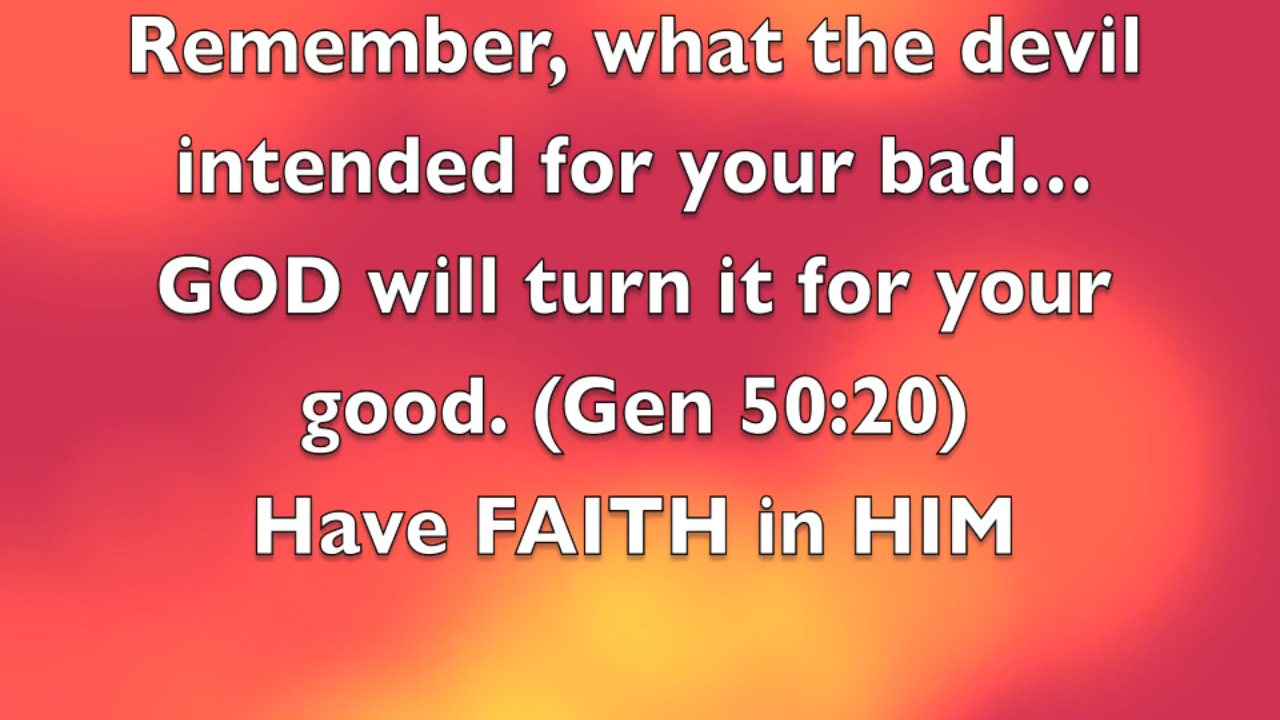 Remember, what the devil
intended for your bad...
GOD will turn it for your
good. (Gen 50:20)
Have FAITH in HIM